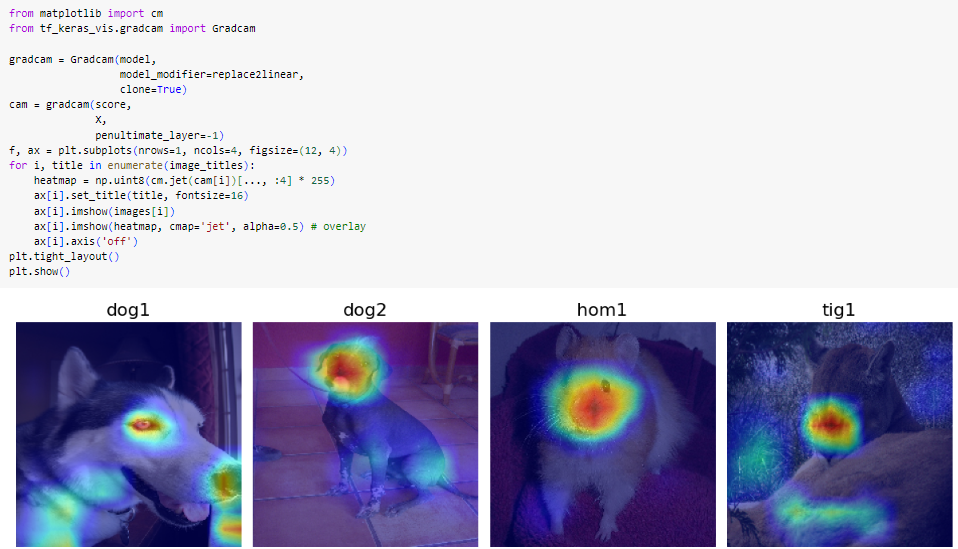 from matplotlib import cm
from tf_keras_vis.gradcam import Gradcam
gradcam = Gradcam(model,
                  model_modifier=replace2linear,
                  clone=True)
cam = gradcam(score,
              X,
              penultimate_layer=-1)
f, ax = plt.subplots(nrows=1, ncols=4, figsize=(12, 4))
for i, title in enumerate(image_titles):
    heatmap = np.uint8(cm.jet(cam[i])[..., :4] * 255)
    ax[i].set_title(title, fontsize=16)
    ax[i].imshow(images[i])
    ax[i].imshow(heatmap, cmap='jet', alpha=0.5) # overlay
    ax[i].axis('off')
plt.tight_layout()
plt.show()
dog1 dog2 hom1 tig1